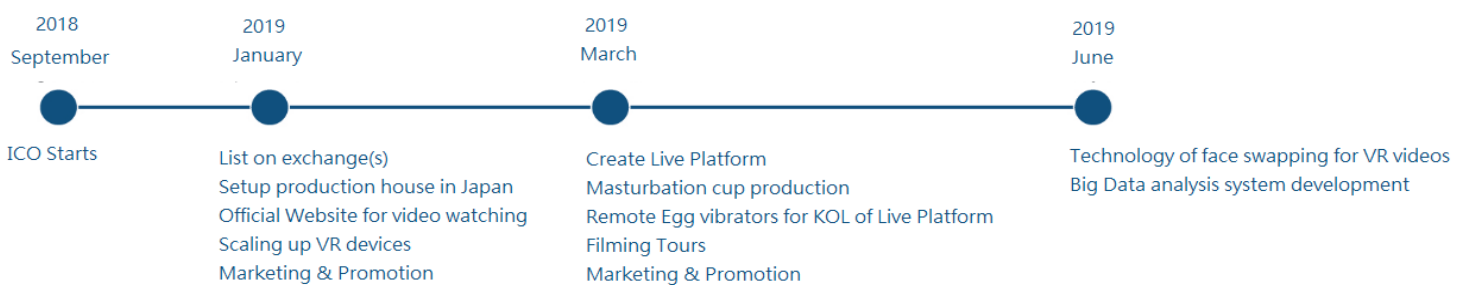 2018
September
ICO Starts
2019
January
List on exchange(s)
Setup production house in Japan
Official Website for video watching
Scaling up VR devices
Marketing & Promotion
2019
March
Create Live Platform
Masturbation cup production
Remote Egg vibrators for KOL of Live Platform
Filming Tours
Marketing & Promotion
2019
June
Technology of face swapping for VR videos
Big Data analysis system development